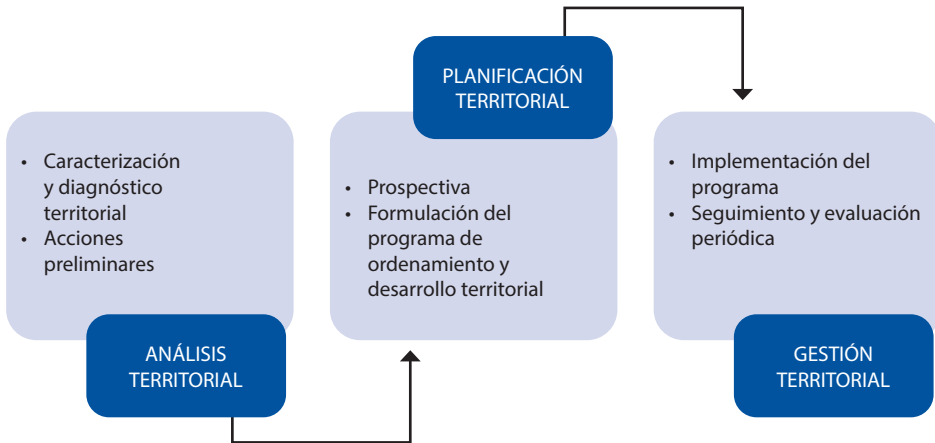 • Caracterización
y diagnóstico
territorial
• Acciones
preliminares
ANÁLISIS
TERRITORIAL
PLANIFICACIÓN
TERRITORIAL
• Prospectiva
• Formulación del
programa de
ordenamiento y
desarrollo territorial
• Implementación del
programa
• Seguimiento y evaluación
periódica
GESTIÓN
TERRITORIAL